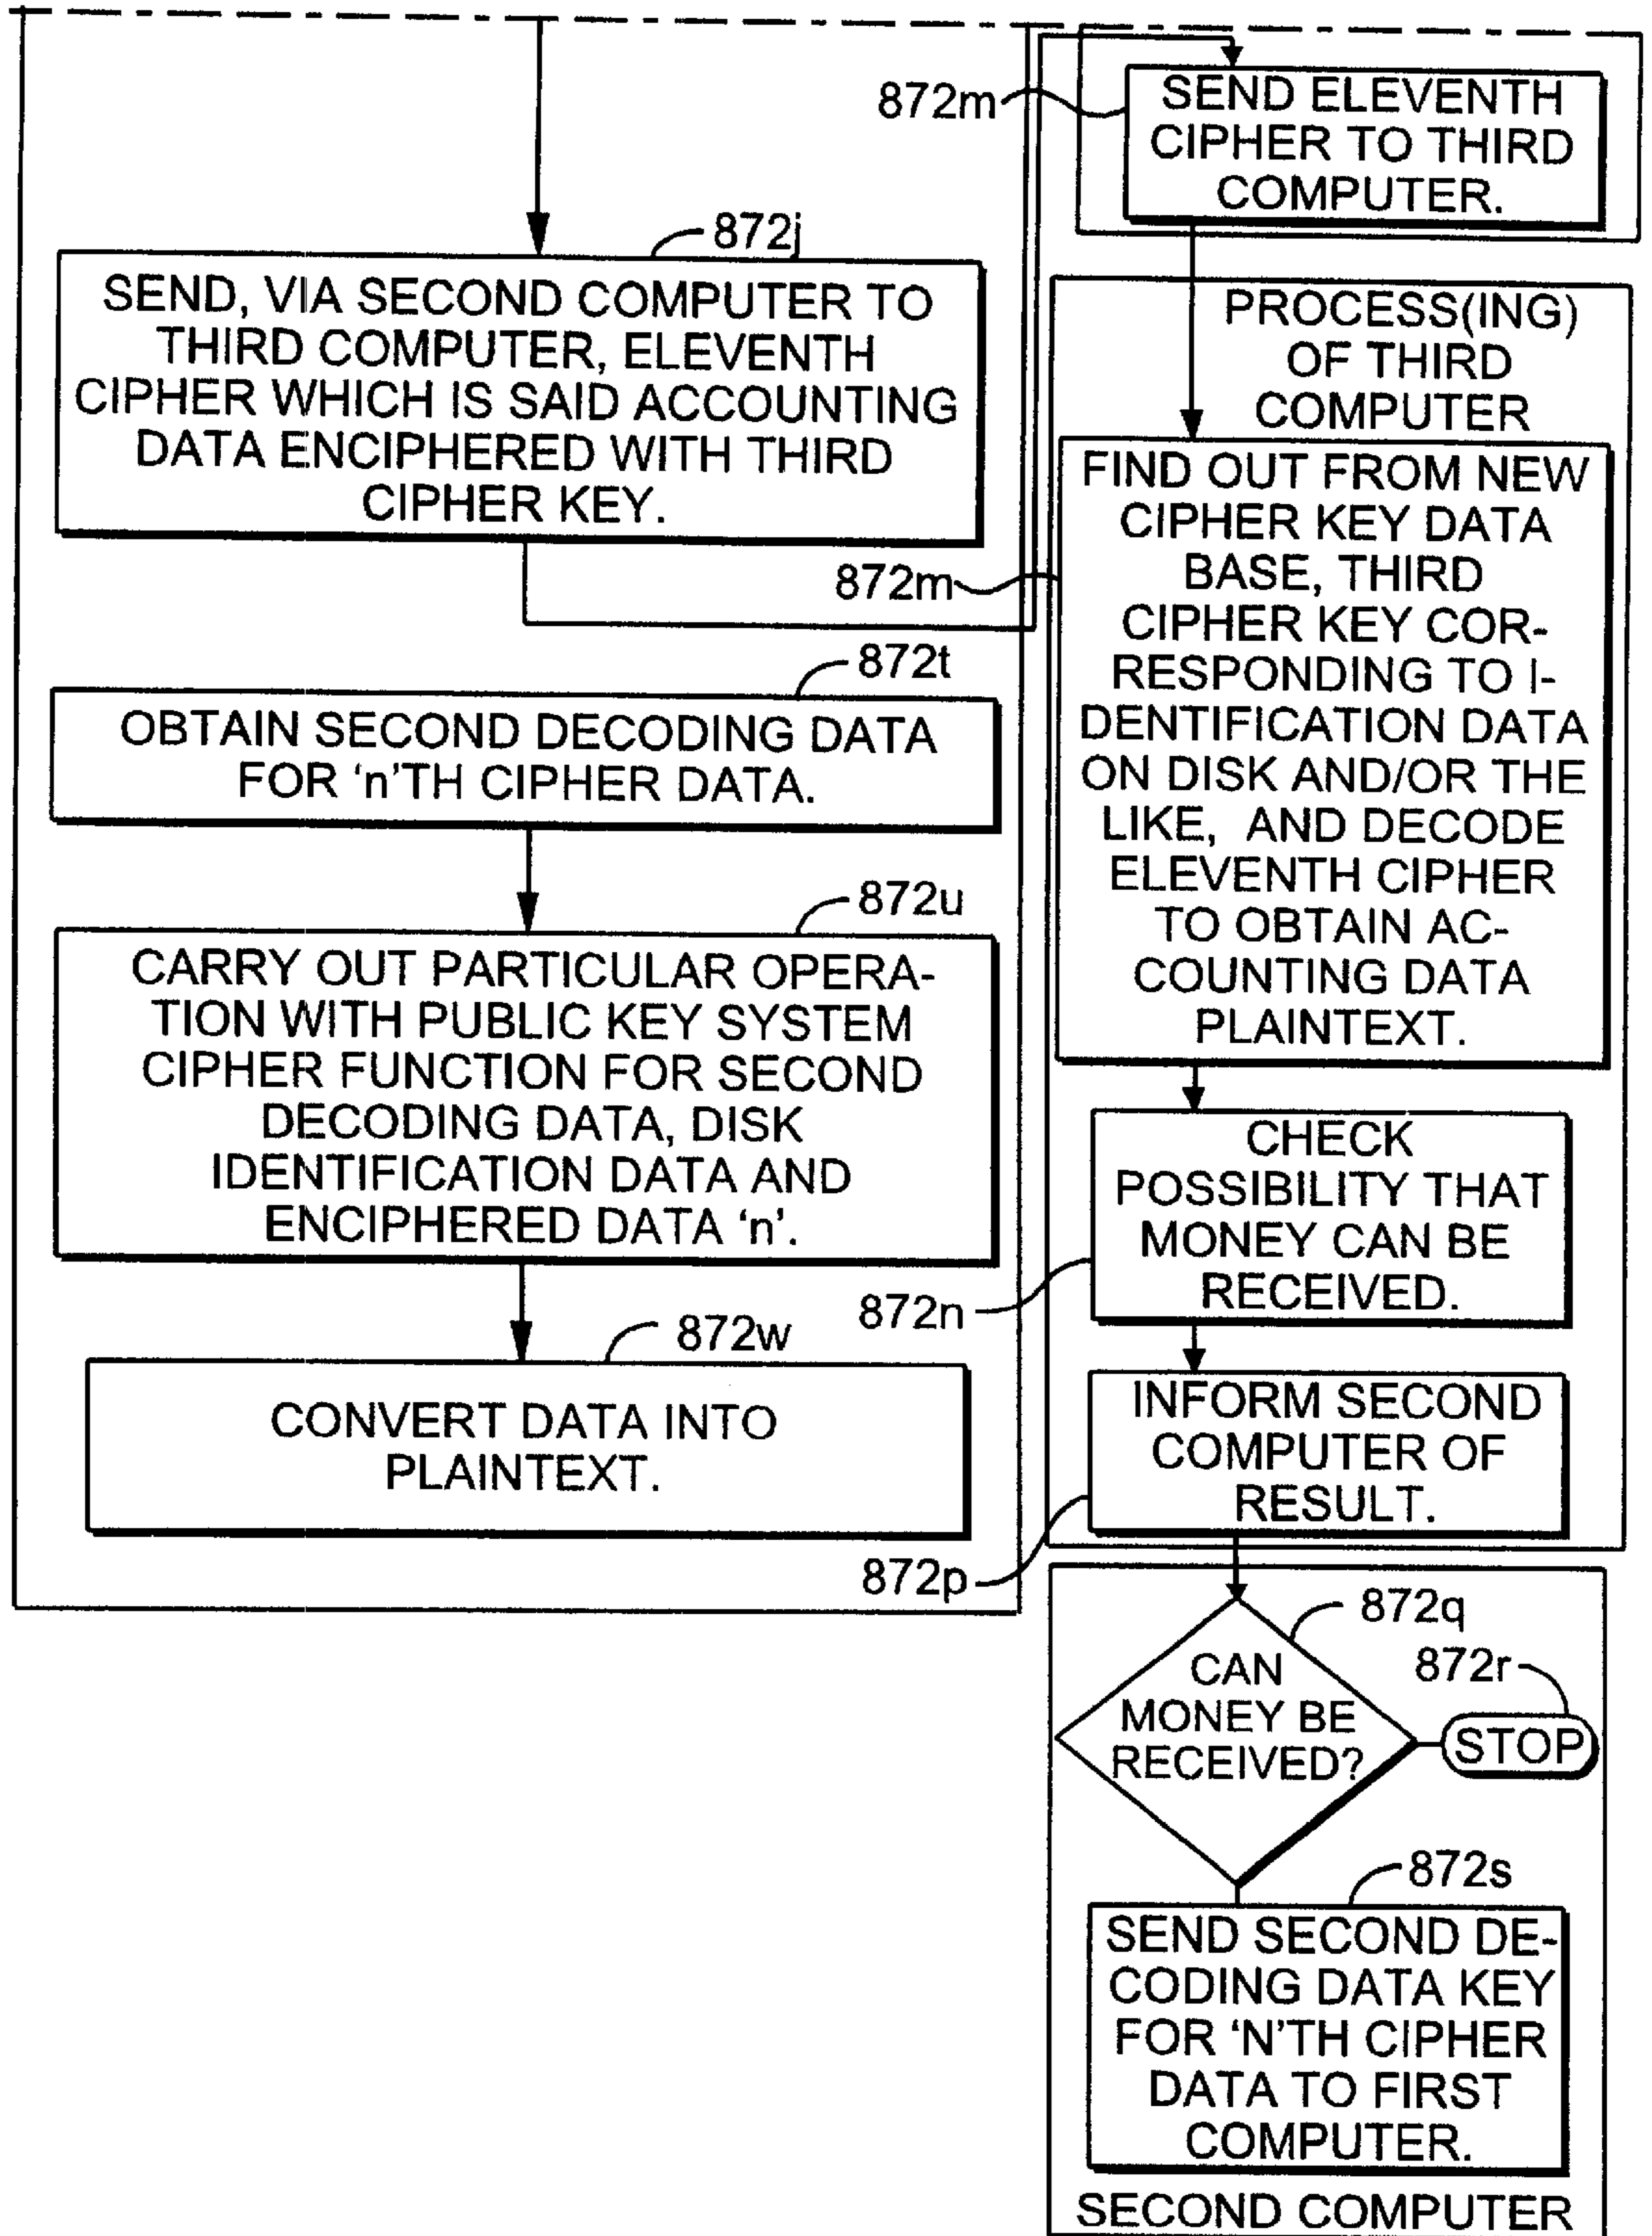 872j
SEND, VIA SECOND COMPUTER TO
THIRD COMPUTER, ELEVENTH
CIPHER WHICH IS SAID ACCOUNTING
DATA ENCIPHERED WITH THIRD
CIPHER KEY.
872t
OBTAIN SECOND DECODING DATA
FOR ‘n’TH CIPHER DATA.
872u
CARRY OUT PARTICULAR OPERA-
TION WITH PUBLIC KEY SYSTEM
CIPHER FUNCTION FOR SECOND
DECODING DATA, DISK
IDENTIFICATION DATA AND
ENCIPHERED DATA ‘n’.
872w
CONVERT DATA INTO
PLAINTEXT.
872m
SEND ELEVENTH
CIPHER TO THIRD
COMPUTER.
PROCESS(ING)
OF THIRD
COMPUTER
872m
FIND OUT FROM NEW
CIPHER KEY DATA
BASE, THIRD
CIPHER KEY COR-
RESPONDING TO I-
DENTIFICATION DATA
ON DISK AND/OR THE
LIKE, AND DECODE
ELEVENTH CIPHER
TO OBTAIN AC-
COUNTING DATA
PLAINTEXT.
872n
CHECK
POSSIBILITY THAT
MONEY CAN BE
RECEIVED.
872p
INFORM SECOND
COMPUTER OF
RESULT.
872q
CAN
MONEY BE
RECEIVED?
872r
STOP
872s
SEND SECOND DE-
CODING DATA KEY
FOR ‘N’TH CIPHER
DATA TO FIRST
COMPUTER.
SECOND COMPUTER